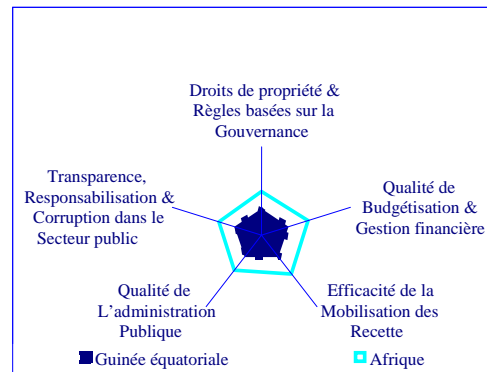 Droits de propriété &
Règles basées sur la
Gouvernance
Transparence,
Responsabilisation &
Corruption dans le
Secteur public
Qualité de
Budgétisation &
Gestion financière
Qualité de
L'administration
Publique
Efficacité de la
Mobilisation des
Recette
Guinée équatoriale
Afrique